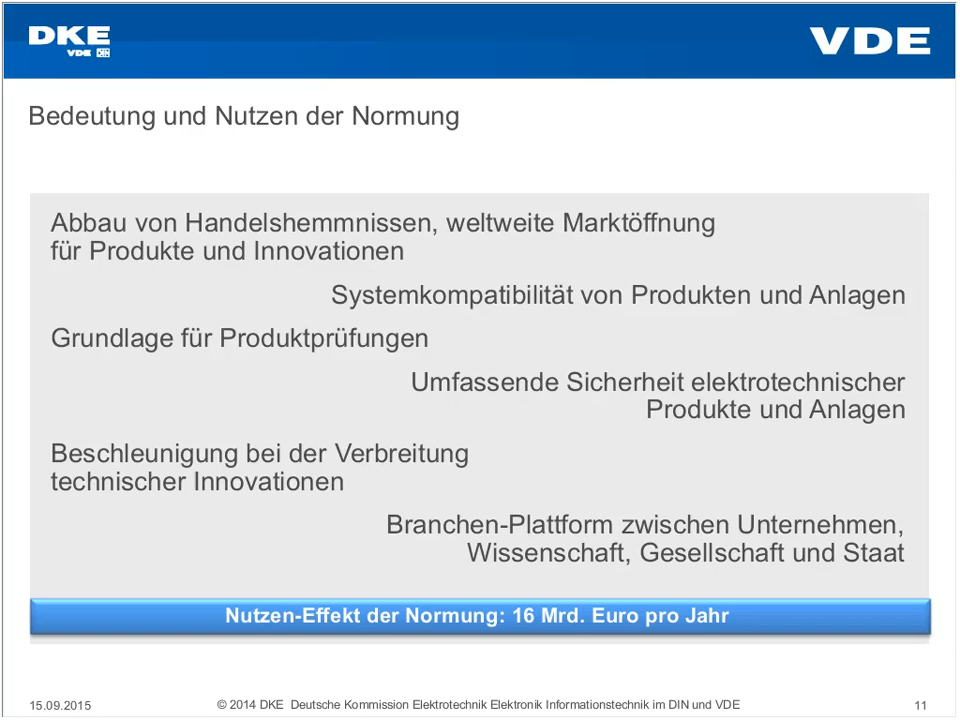 DKE
VDE DIN
VDE
Bedeutung und Nutzen der Normung
Abbau von Handelshemmnissen, weltweite Marktöffnung
für Produkte und Innovationen
Systemkompatibilität von Produkten und Anlagen
Grundlage für Produktprüfungen
Umfassende Sicherheit elektrotechnischer
Produkte und Anlagen
Beschleunigung bei der Verbreitung
technischer Innovationen
Branchen-Plattform zwischen Unternehmen,
Wissenschaft, Gesellschaft und Staat
Nutzen-Effekt der Normung: 16 Mrd. Euro pro Jahr
15.09.2015
© 2014 DKE Deutsche Kommission Elektrotechnik Elektronik Informationstechnik im DIN und VDE
11